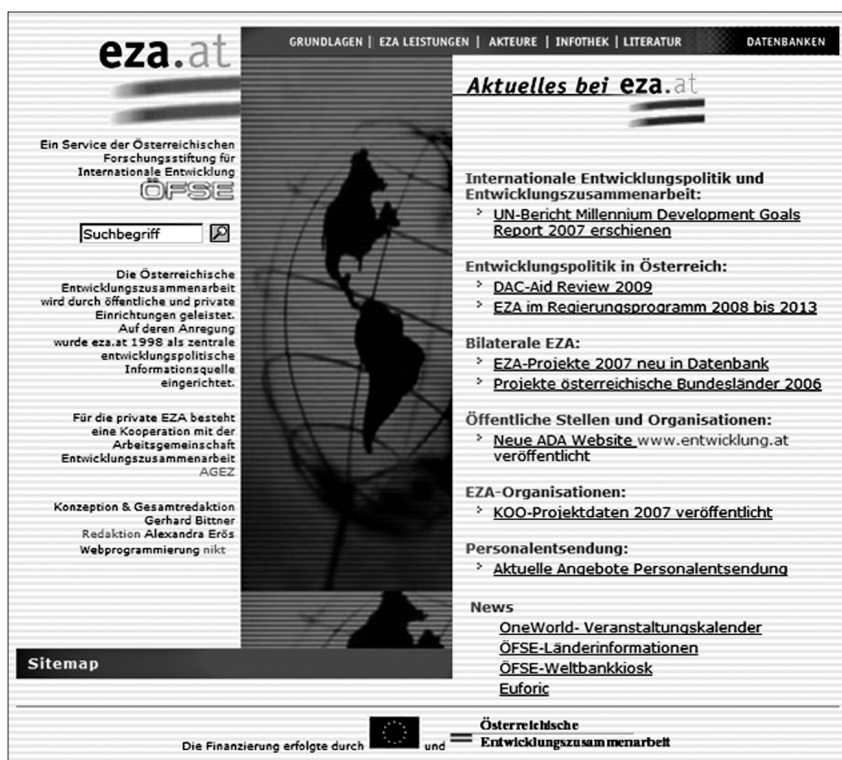 eza.at
GRUNDLAGEN | EZA LEISTUNGEN | AKTEURE | INFOTHEK | LITERATUR DATENBANKEN
Ein Service der Österreichischen
Forschungsstiftung für
Internationale Entwicklung
ÖFSE
Suchbegriff
Die Österreichische
Entwicklungszusammenarbeit
wird durch öffentliche und private
Einrichtungen geleistet.
Auf deren Anregung
wurde eza.at 1998 als zentrale
entwicklungspolitische
Informationsquelle
eingerichtet.
Für die private EZA besteht
eine Kooperation mit der
Arbeitsgemeinschaft
Entwicklungszusammenarbeit
AGEZ
Konzeption & Gesamtredaktion
Gerhard Bittner
Redaktion Alexandra Erös
Webprogrammierung nikt
Sitemap
Aktuelles bei eza.at
Internationale Entwicklungspolitik und
Entwicklungszusammenarbeit:
UN-Bericht Millennium Development Goals
Report 2007 erschienen
Entwicklungspolitik in Österreich:
DAC-Aid Review 2009
EZA im Regierungsprogramm 2008 bis 2013
Bilaterale EZA:
EZA-Projekte 2007 neu in Datenbank
Projekte österreichische Bundesländer 2006
Öffentliche Stellen und Organisationen:
Neue ADA Website www.entwicklung.at
veröffentlicht
EZA-Organisationen:
KOO-Projektdaten 2007 veröffentlicht
Personalentsendung:
Aktuelle Angebote Personalentsendung
News
OneWorld- Veranstaltungskalender
ÖFSE-Länderinformationen
ÖFSE-Weltbankkiosk
Euforic
Die Finanzierung erfolgte durch und
Österreichische
Entwicklungszusammenarbeit